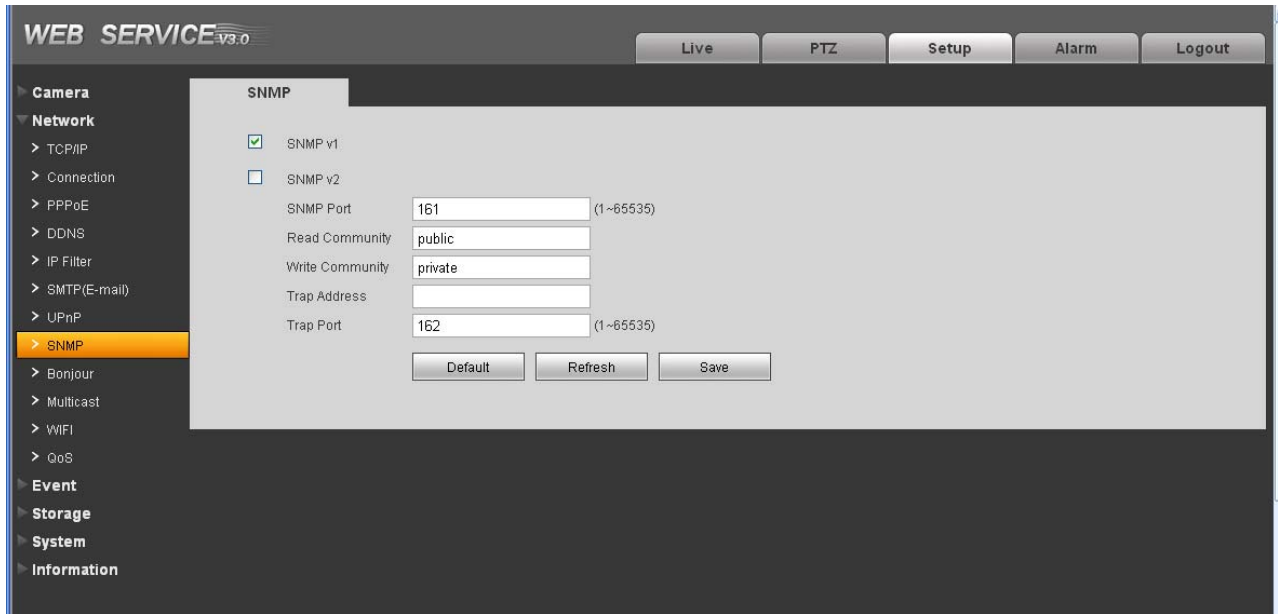 WEB SERVICE V3.0
Live PTZ Setup Alarm Logout
Camera
Network
TCP/IP
Connection
PPPoE
DDNS
IP Filter
SMTP(E-mail)
UPnP
SNMP
Bonjour
Multicast
WIFI
QoS
Event
Storage
System
Information
SNMP
SNMP v1
SNMP v2
SNMP Port 161 (1~65535)
Read Community public
Write Community private
Trap Address
Trap Port 162 (1~65535)
Default Refresh Save